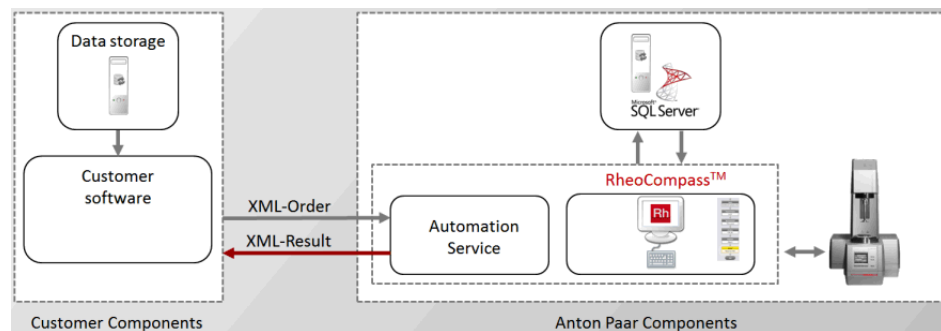 Data storage
Customer
software
XML-Order
XML-Result
Microsoft
SQL Server
RheoCompass™
Rh
Automation
Service
Customer Components
Anton Paar Components